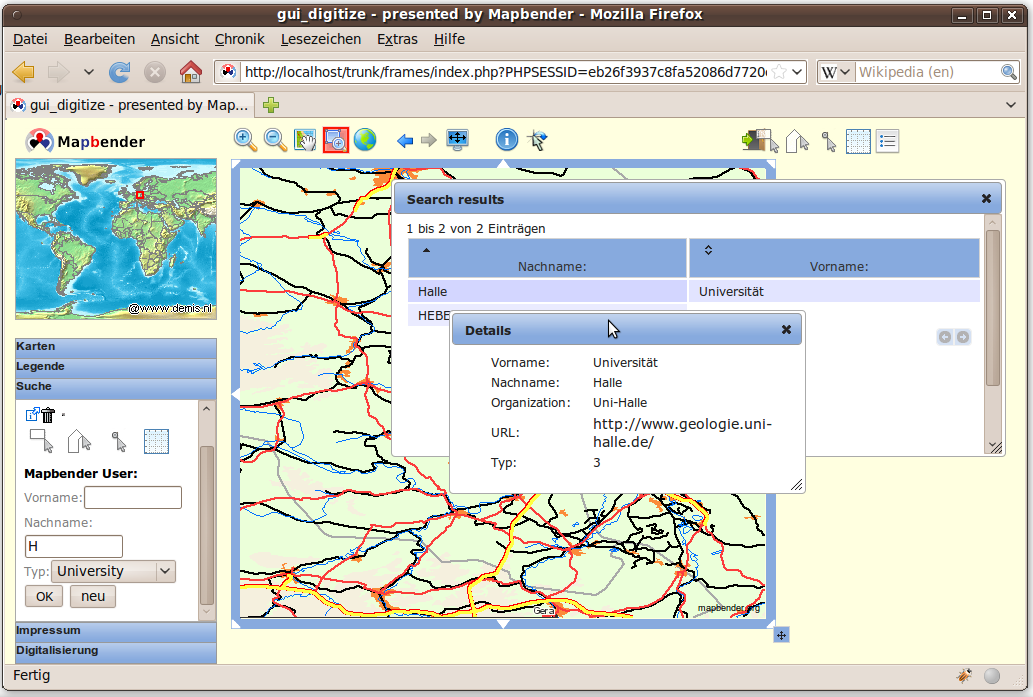 gui_digitize - presented by Mapbender - Mozilla Firefox
Datei Bearbeiten Ansicht Chronik Lesezeichen Extras Hilfe
http://localhost/trunk/frames/index.php?PHPSESSID=eb26f3937c8fa52086d7720
W Wikipedia (en)
gui_digitize - presented by Map...
Mapbender
@www.demis.nl
Karten
Legende
Suche
Mapbender User:
Vorname:
Nachname:
H
Typ: University
OK neu
Impressum
Digitalisierung
Search results
1 bis 2 von 2 Einträgen
Nachname: Vorname:
Halle Universität
HEBE
Details
Vorname: Universität
Nachname: Halle
Organization: Uni-Halle
URL: http://www.geologie.uni-
halle.de/
Typ: 3
Gera
mapbender.org
Fertig